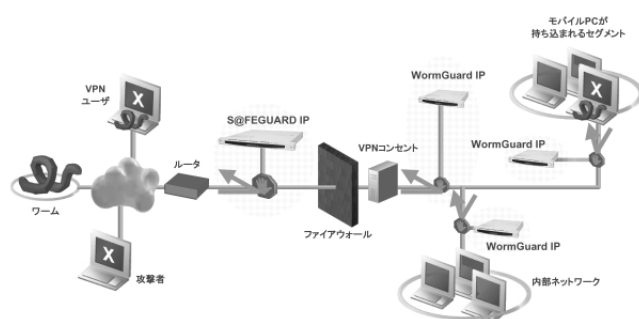 モバイルPCが
持ち込まれるセグメント
WormGuard IP
VPN
ユーザ
S@FEGUARD IP
VPNコンセント
WormGuard IP
ルータ
ワーム
ファイアウォール
WormGuard IP
攻撃者
内部ネットワーク
X
X
X